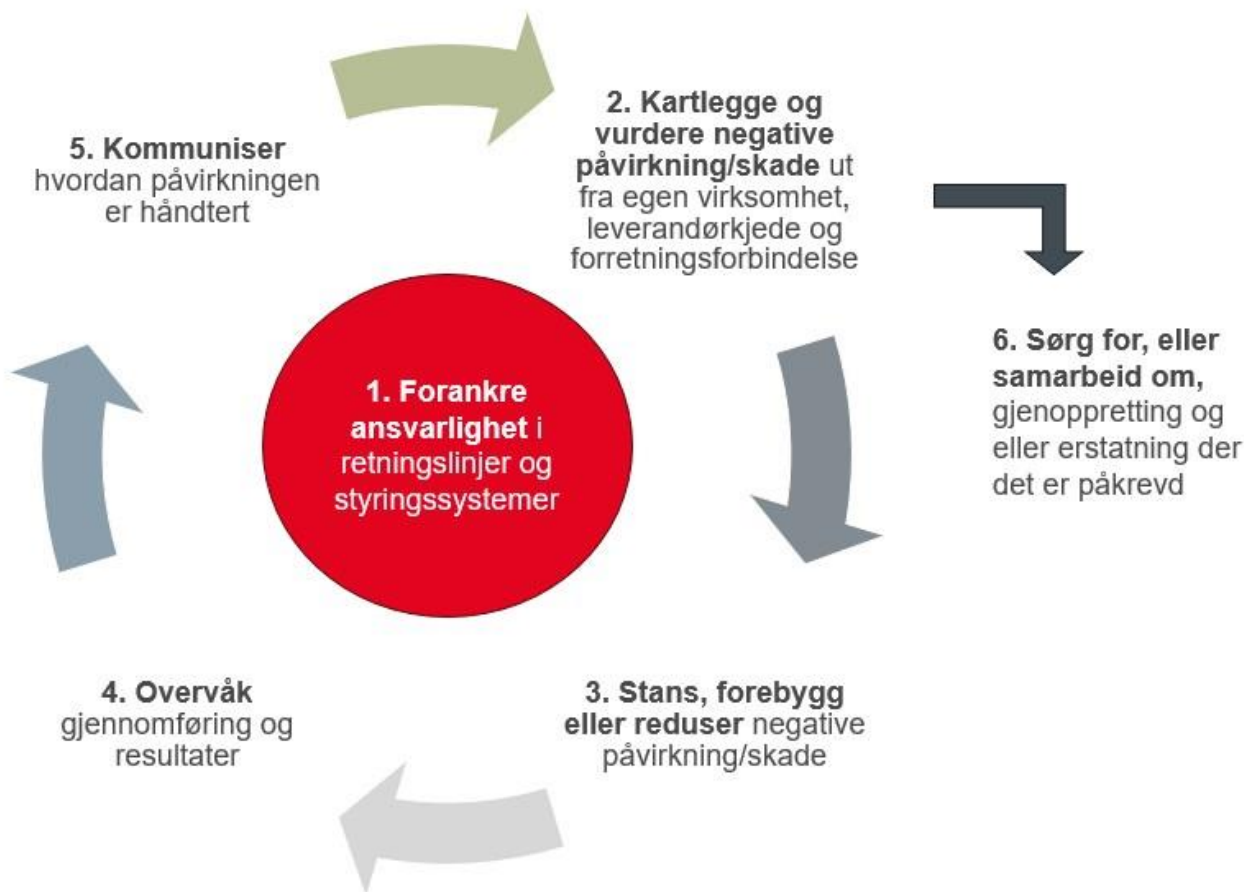 1. Forankre
ansvarlighet i
retningslinjer og
styringssystemer
2. Kartlegge og
vurdere negative
påvirkning/skade ut
fra egen virksomhet,
leverandørkjede og
forretningsforbindelse
3. Stans, forebygg
eller reduser negative
påvirkning/skade
4. Overvåk
gjennomføring og
resultater
5. Kommuniser
hvordan påvirkningen
er håndtert
6. Sørg for, eller
samarbeid om,
gjenoppretting og
eller erstatning der
det er påkrevd